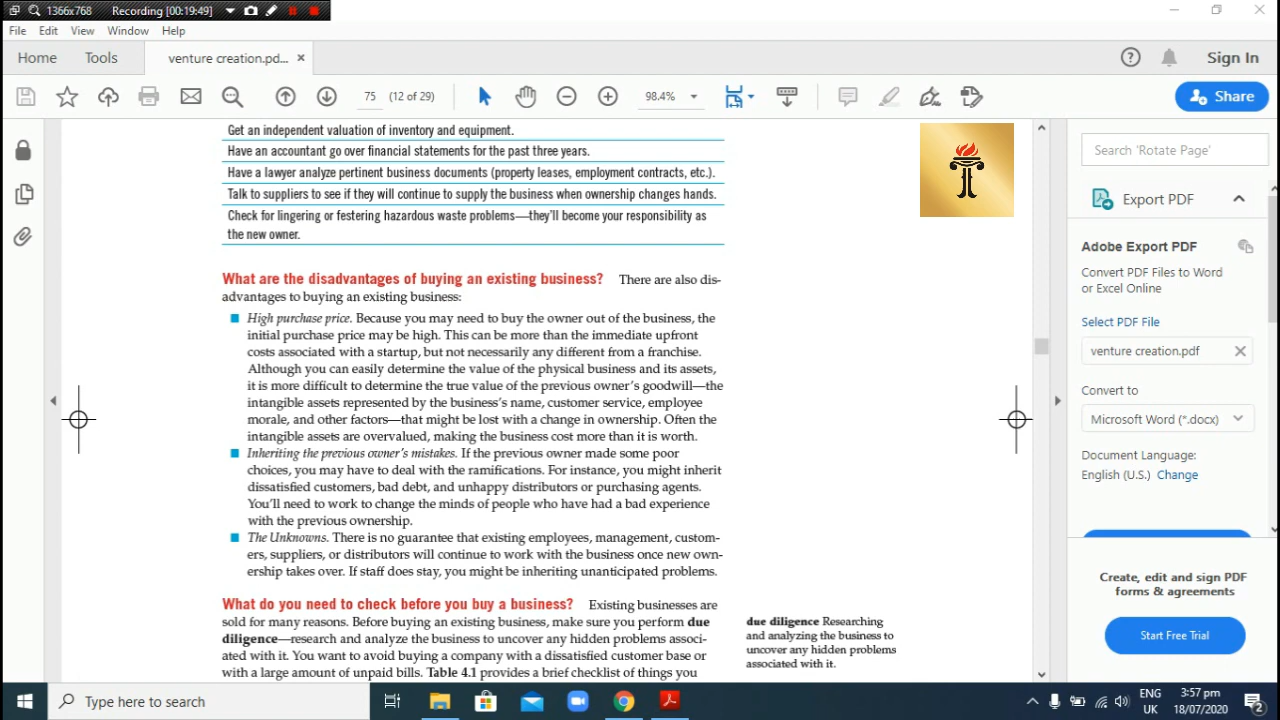 1366x768 Recording [00:19:49]
File Edit View Window Help
Home Tools venture creation.pd... × Sign In
75 (12 of 29) 98.4% Share
Get an independent valuation of inventory and equipment.
Have an accountant go over financial statements for the past three years.
Have a lawyer analyze pertinent business documents (property leases, employment contracts, etc.).
Talk to suppliers to see if they will continue to supply the business when ownership changes hands.
Check for lingering or festering hazardous waste problems—they'll become your responsibility as
the new owner.
What are the disadvantages of buying an existing business? There are also dis-
advantages to buying an existing business:
High purchase price. Because you may need to buy the owner out of the business, the
initial purchase price may be high. This can be more than the immediate upfront
costs associated with a startup, but not necessarily any different from a franchise.
Although you can easily determine the value of the physical business and its assets,
it is more difficult to determine the true value of the previous owner's goodwill—the
intangible assets represented by the business's name, customer service, employee
morale, and other factors—that might be lost with a change in ownership. Often the
intangible assets are overvalued, making the business cost more than it is worth.
Inheriting the previous owner's mistakes. If the previous owner made some poor
choices, you may have to deal with the ramifications. For instance, you might inherit
dissatisfied customers, bad debt, and unhappy distributors or purchasing agents.
You'll need to work to change the minds of people who have had a bad experience
with the previous ownership.
The Unknowns. There is no guarantee that existing employees, management, custom-
ers, suppliers, or distributors will continue to work with the business once new own-
ership takes over. If staff does stay, you might be inheriting unanticipated problems.
What do you need to check before you buy a business? Existing businesses are
sold for many reasons. Before buying an existing business, make sure you perform due
diligence—research and analyze the business to uncover any hidden problems associ-
ated with it. You want to avoid buying a company with a dissatisfied customer base or
with a large amount of unpaid bills. Table 4.1 provides a brief checklist of things you
due diligence Researching
and analyzing the business to
uncover any hidden problems
associated with it.
Search 'Rotate Page'
Export PDF
Adobe Export PDF
Convert PDF Files to Word
or Excel Online
Select PDF File
venture creation.pdf
Convert to
Microsoft Word (*.docx)
Document Language:
English (U.S.) Change
Create, edit and sign PDF
forms & agreements
Start Free Trial
Type here to search
ENG
UK
3:57 pm
18/07/2020
2